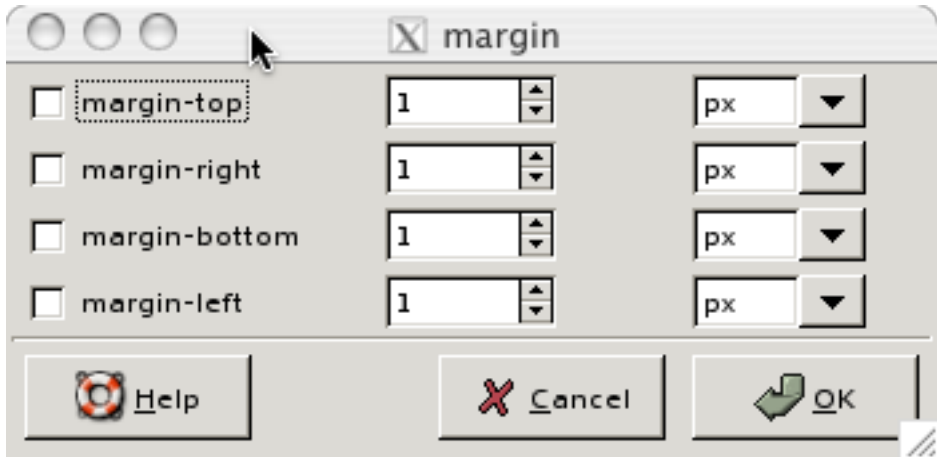 margin
margin-top 1 px
margin-right 1 px
margin-bottom 1 px
margin-left 1 px
Help Cancel OK